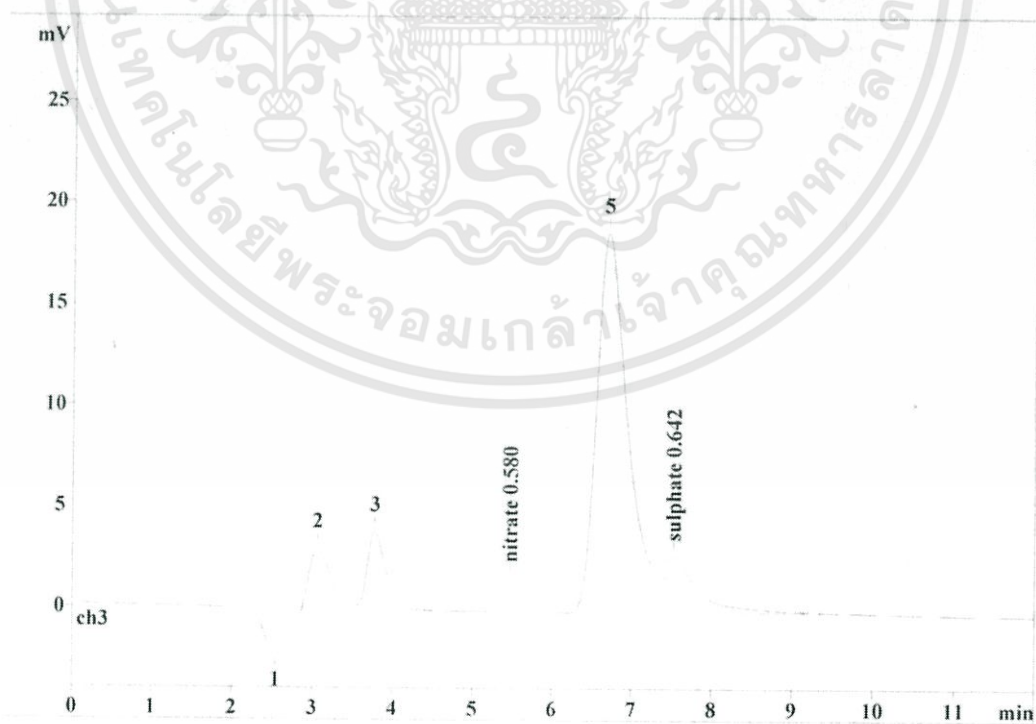 mV
25
20
15
10
5
0
ch3
1
2
3
nitrate 0.580
5
sulphate 0.642
0 1 2 3 4 5 6 7 8 9 10 11 min
เทคโนโลยีพระจอมเกล้าเจ้าคุณทหารลาด